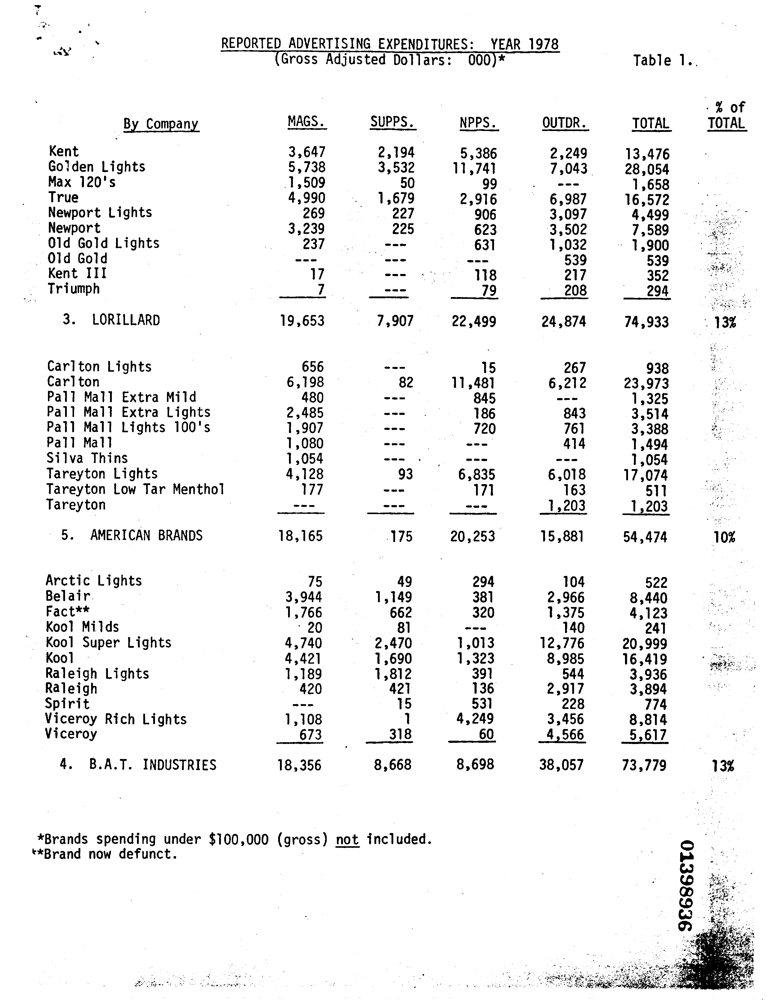 REPORTED ADVERTISING EXPENDITURES: YEAR 1978
(Gross Adjusted Dollars: 000)* Table 1.
% of
By Company MAGS. SUPPS. NPPS. OUTDR. TOTAL TOTAL
Kent 3,647 2,194 5,386 2,249 13,476
Golden Lights 5,738 3,532 11,741 7,043 28,054
Max 120's 1,509 50 99 --- 1,658
True 4,990 1,679 2,916 6,987 16,572
Newport Lights 269 227 906 3,097 4,499
Newport 3,239 225 623 3,502 7,589
Old Gold Lights 237 --- 631 1,032 1,900
Old Gold --- --- --- 539 539
Kent III 17 --- 118 217 352
Triumph 7 --- 79 208 294
3. LORILLARD 19,653 7,907 22,499 24,874 74,933 13%
Carlton Lights 656 --- 15 267 938
Carlton 6,198 82 11,481 6,212 23,973
Pall Mall Extra Mild 480 --- 845 --- 1,325
Pall Mall Extra Lights 2,485 --- 186 843 3,514
Pall Mall Lights 100's 1,907 --- 720 761 3,388
Pall Mall 1,080 --- --- 414 1,494
Silva Thins 1,054 --- --- --- 1,054
Tareyton Lights 4,128 93 6,835 6,018 17,074
Tareyton Low Tar Menthol 177 --- 171 163 511
Tareyton --- --- --- 1,203 1,203
5. AMERICAN BRANDS 18,165 175 20,253 15,881 54,474 10%
Arctic Lights 75 49 294 104 522
Belair 3,944 1,149 381 2,966 8,440
Fact** 1,766 662 320 1,375 4,123
Kool Milds 20 81 --- 140 241
Kool Super Lights 4,740 2,470 1,013 12,776 20,999
Kool 4,421 1,690 1,323 8,985 16,419
Raleigh Lights 1,189 1,812 391 544 3,936
Raleigh 420 421 136 2,917 3,894
Spirit --- 15 531 228 774
Viceroy Rich Lights 1,108 1 4,249 3,456 8,814
Viceroy 673 318 60 4,566 5,617
4. B.A.T. INDUSTRIES 18,356 8,668 8,698 38,057 73,779 13%
*Brands spending under $100,000 (gross) not included.
**Brand now defunct.
01398936